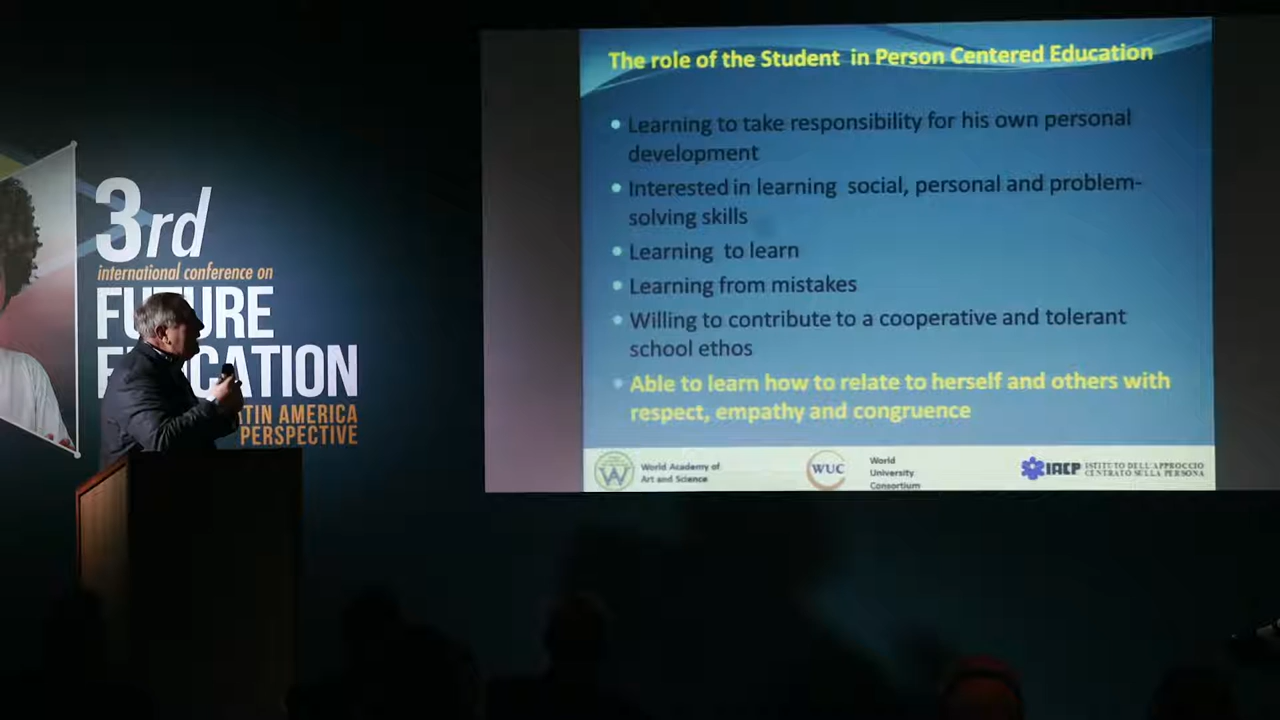 3rd
international conference on
FUTURE
EDUCATION
LATIN AMERICA
PERSPECTIVE
The role of the Student in Person Centered Education
• Learning to take responsibility for his own personal
development
• Interested in learning social, personal and problem-
solving skills
• Learning to learn
• Learning from mistakes
• Willing to contribute to a cooperative and tolerant
school ethos
• Able to learn how to relate to herself and others with
respect, empathy and congruence
World Academy of
Art and Science
WUC
World
University
Consortium
IACP
ISTITUTO DELL'APPROCCIO
CENTRATO SULLA PERSONA